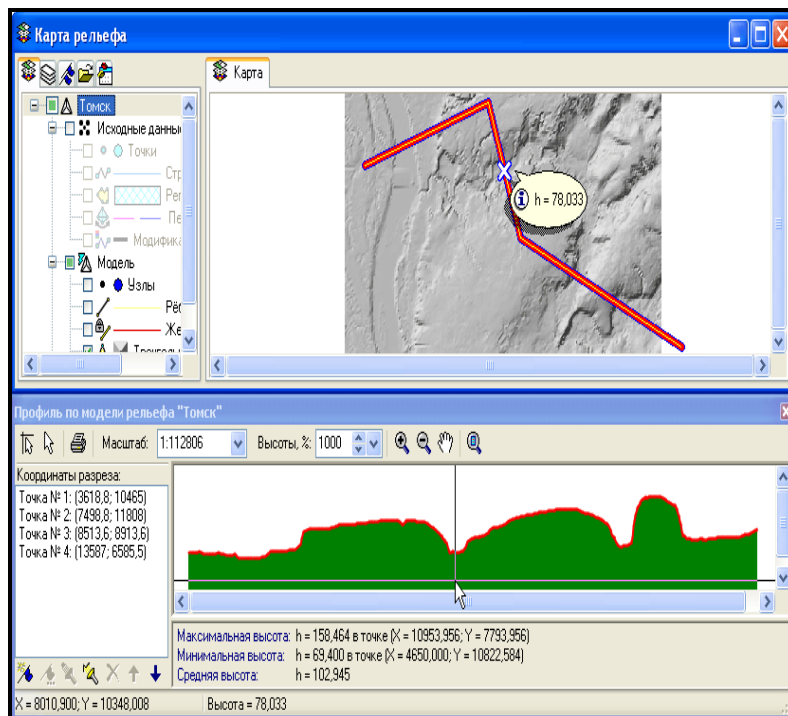 Карта рельефа
Карта
Томск
Исходные данные
Точки
Стр
Рег
Пе
Модифика
Модель
Узлы
Рёб
Же
h = 78,033
Профиль по модели рельефа "Томск"
Масштаб: 1:112806 Высоты, %: 1000
Координаты разреза:
Точка № 1: (3618,8; 10465)
Точка № 2: (7498,8; 11808)
Точка № 3: (8513,6; 8913,6)
Точка № 4: (13587; 6585,5)
Максимальная высота: h = 158,464 в точке (X = 10953,956; Y = 7793,956)
Минимальная высота: h = 69,400 в точке (X = 4650,000; Y = 10822,584)
Средняя высота: h = 102,945
X = 8010,900; Y = 10348,008 Высота = 78,033